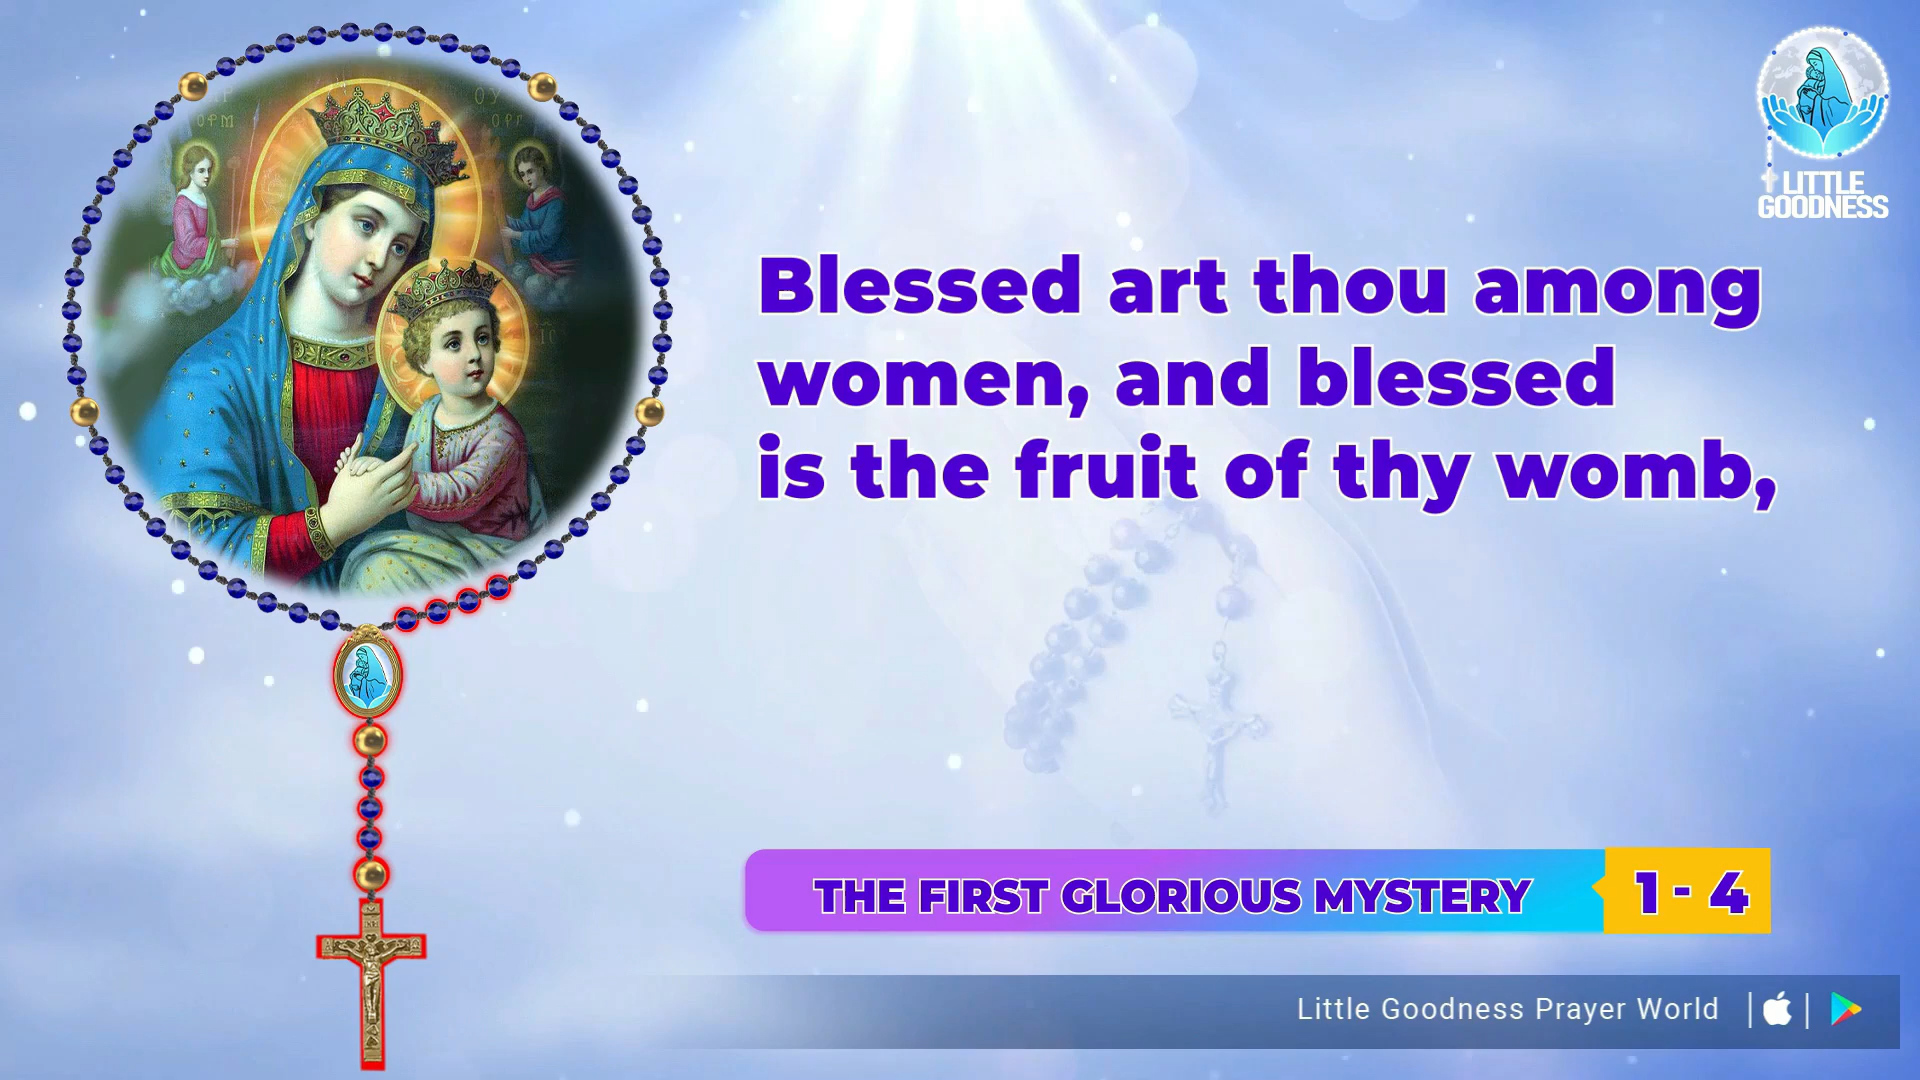 LITTLE
GOODNESS
Blessed art thou among
women, and blessed
is the fruit of thy womb,
THE FIRST GLORIOUS MYSTERY 1 - 4
Little Goodness Prayer World